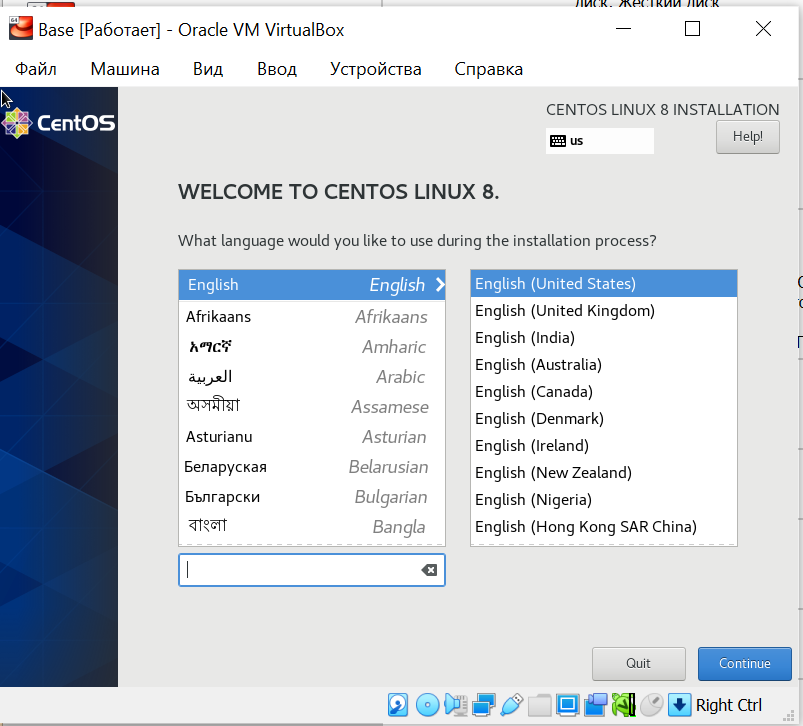 диск, Жесткий диск
64
Base [Работает] - Oracle VM VirtualBox
Файл Машина Вид Ввод Устройства Справка
CentOS
CENTOS LINUX 8 INSTALLATION
us
Help!
WELCOME TO CENTOS LINUX 8.
What language would you like to use during the installation process?
English English
Afrikaans Afrikaans
አማርኛ Amharic
العربية Arabic
অসমীয়া Assamese
Asturianu Asturian
Беларуская Belarusian
Български Bulgarian
বাংলা Bangla
English (United States)
English (United Kingdom)
English (India)
English (Australia)
English (Canada)
English (Denmark)
English (Ireland)
English (New Zealand)
English (Nigeria)
English (Hong Kong SAR China)
Quit Continue
Right Ctrl